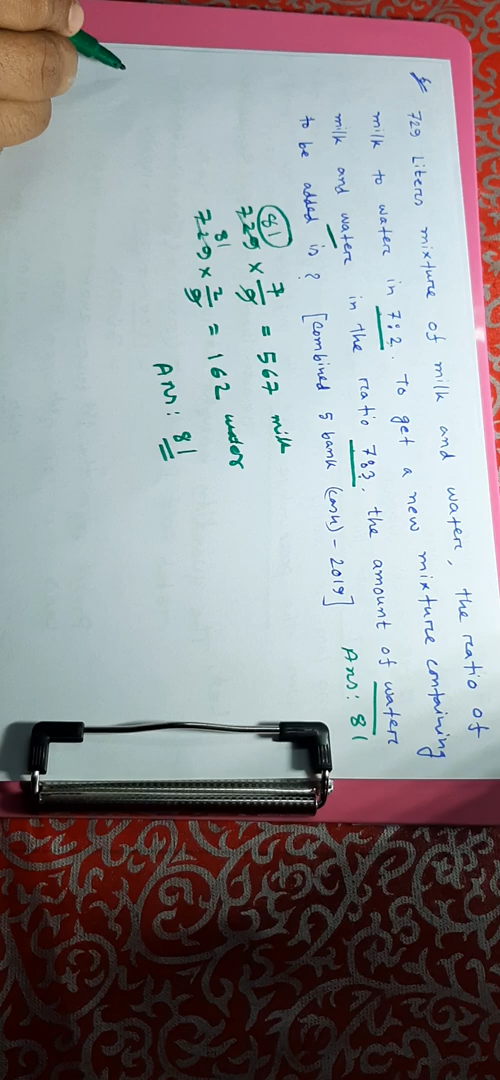 729 Liters mixture of milk and water, the ratio of
milk to water in 7:2. To get a new mixture containing
milk and water in the ratio 7:3, the amount of water
to be added is? [Combined 5 bank (cash) - 2019] Ans: 81
81
729 × 7/9 = 567 milk
81
729 × 2/9 = 162 water
Ans: 81